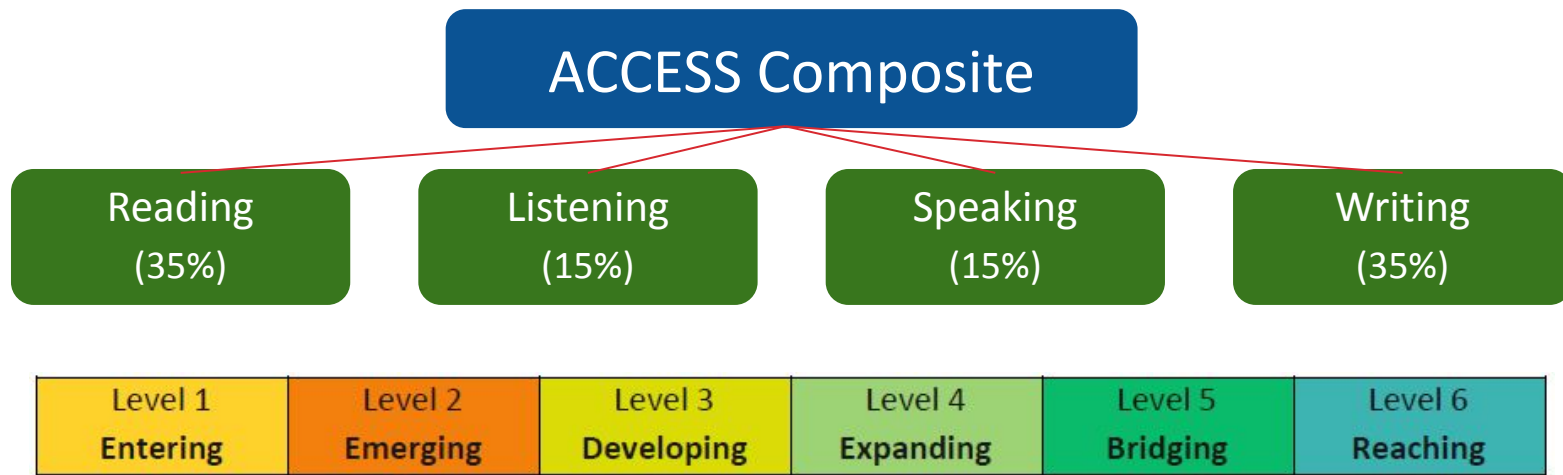 ACCESS Composite
Reading
(35%)
Listening
(15%)
Speaking
(15%)
Writing
(35%)
Level 1
Entering
Level 2
Emerging
Level 3
Developing
Level 4
Expanding
Level 5
Bridging
Level 6
Reaching